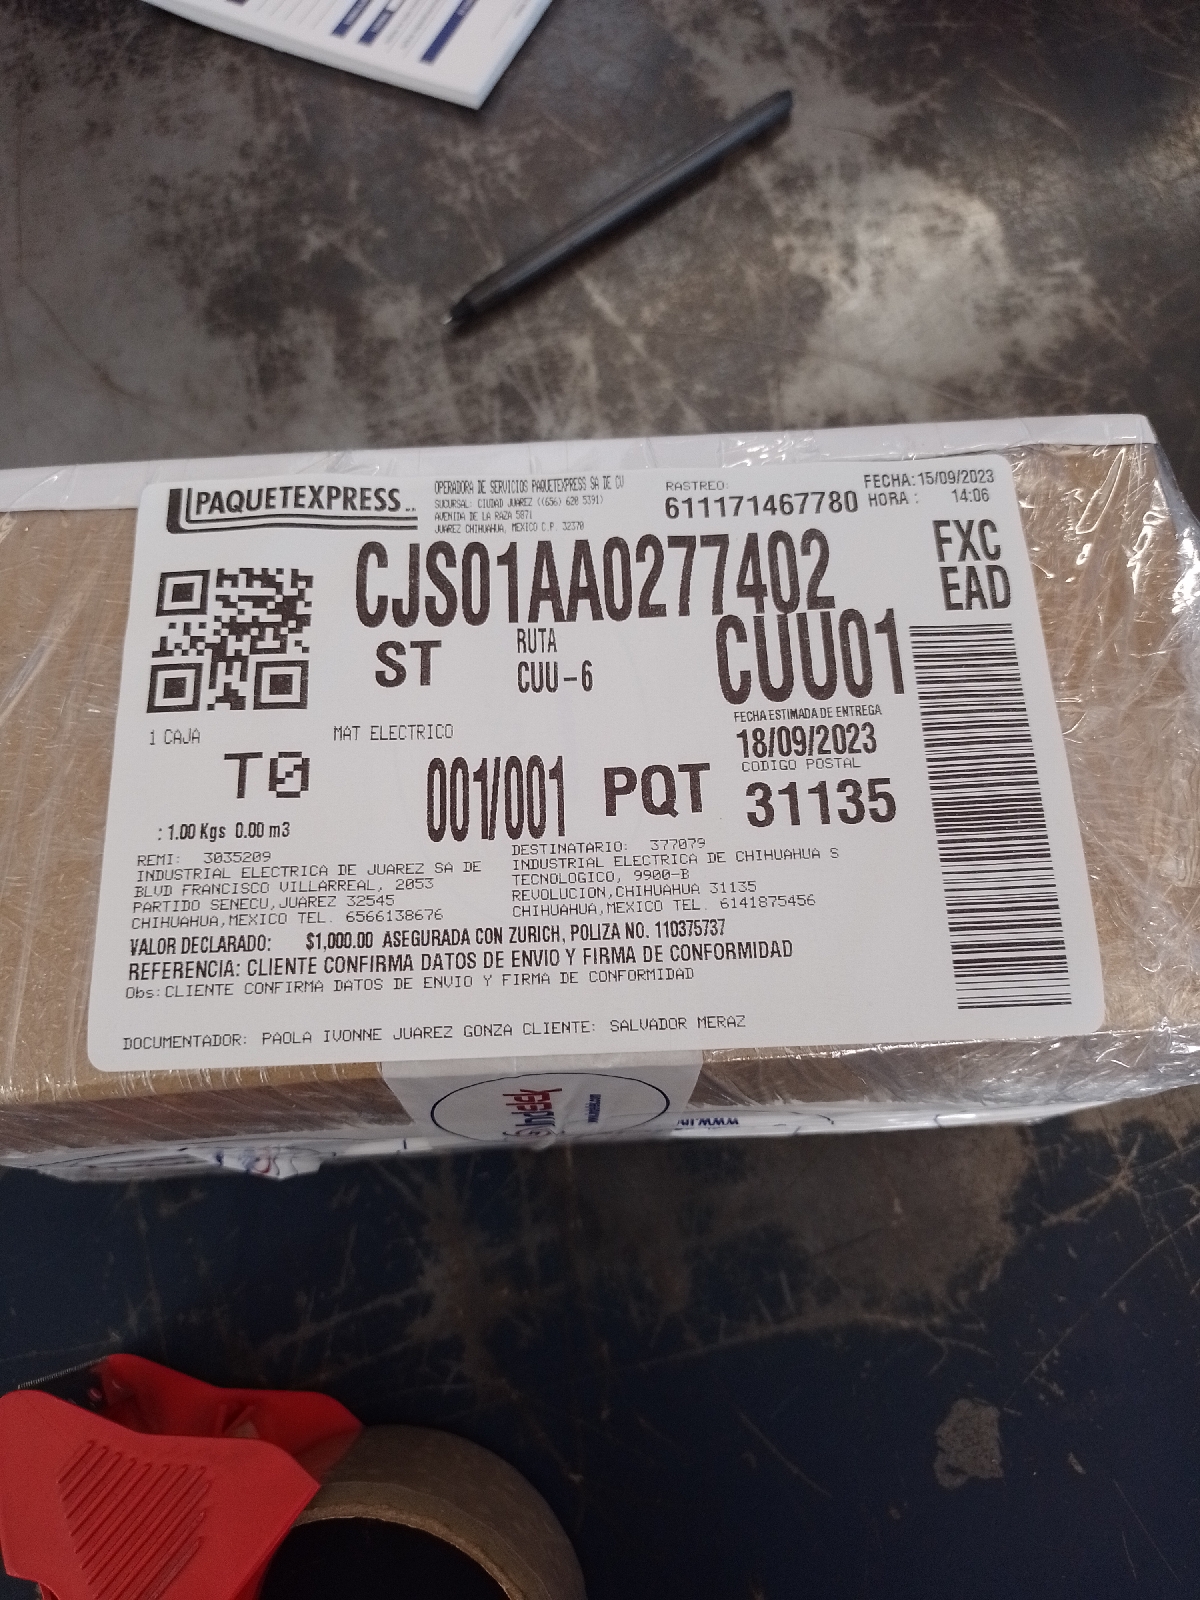 PAQUETEXPRESS
OPERADORA DE SERVICIOS PAQUETEXPRESS SA DE CV
SUCURSAL: CIUDAD JUAREZ ((656) 620 5391)
AVENIDA DE LA RAZA 5871
JUAREZ CHIHUAHUA, MEXICO C.P. 32370
RASTREO:
611171467780
FECHA:15/09/2023
HORA : 14:06
CJS01AA0277402
FXC
EAD
ST
RUTA
CUU-6
CUU01
FECHA ESTIMADA DE ENTREGA
18/09/2023
1 CAJA
MAT ELECTRICO
T0
001/001
PQT
CODIGO POSTAL
31135
: 1.00 Kgs 0.00 m3
REMI: 3035209
INDUSTRIAL ELECTRICA DE JUAREZ SA DE
BLVD FRANCISCO VILLARREAL, 2053
PARTIDO SENECU,JUAREZ 32545
CHIHUAHUA,MEXICO TEL. 6566138676
DESTINATARIO: 377079
INDUSTRIAL ELECTRICA DE CHIHUAHUA S
TECNOLOGICO, 9900-B
REVOLUCION,CHIHUAHUA 31135
CHIHUAHUA,MEXICO TEL. 6141875456
VALOR DECLARADO: $1,000.00 ASEGURADA CON ZURICH, POLIZA NO. 110375737
REFERENCIA: CLIENTE CONFIRMA DATOS DE ENVIO Y FIRMA DE CONFORMIDAD
Obs:CLIENTE CONFIRMA DATOS DE ENVIO Y FIRMA DE CONFORMIDAD
DOCUMENTADOR: PAOLA IVONNE JUAREZ GONZA CLIENTE: SALVADOR MERAZ